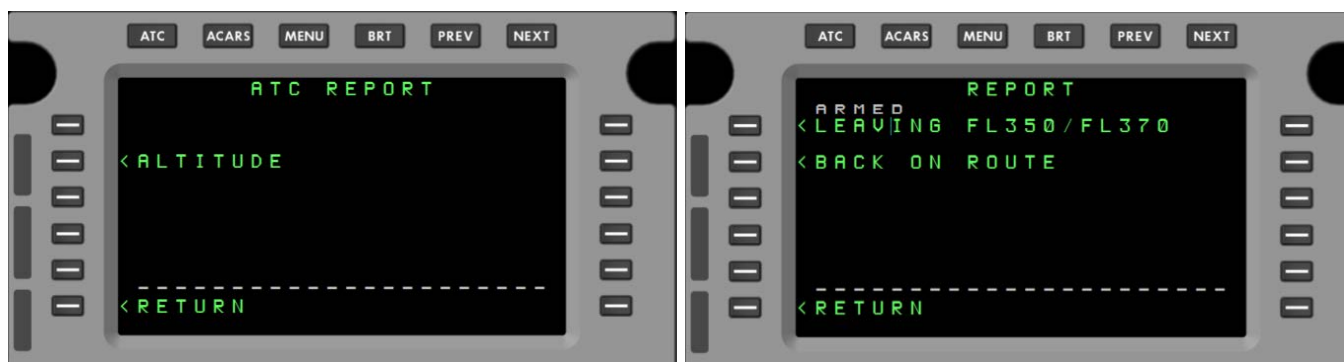 ATC ACARS MENU BRT PREV NEXT
ATC REPORT
<ALTITUDE
<RETURN
ATC ACARS MENU BRT PREV NEXT
REPORT
ARMED
<LEAVING FL350/FL370
<BACK ON ROUTE
<RETURN